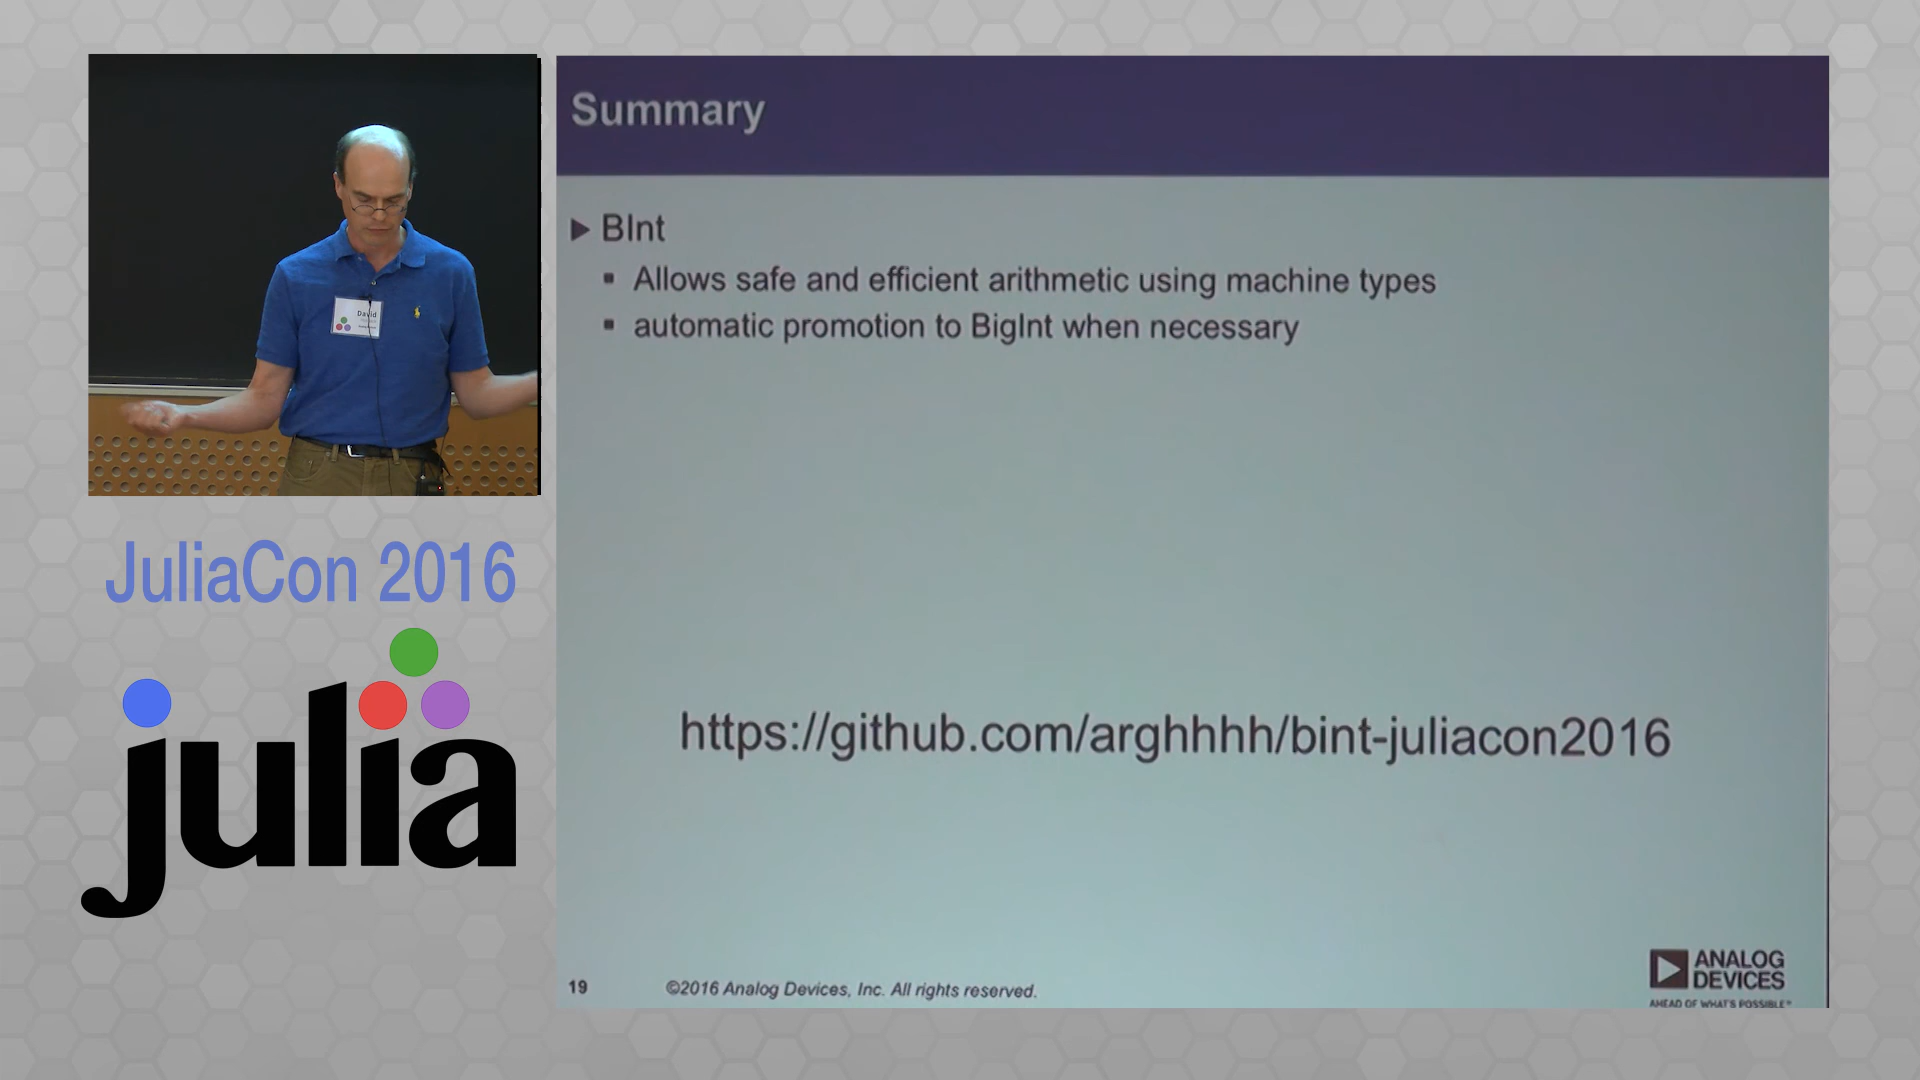 Summary
▶ BInt
▪ Allows safe and efficient arithmetic using machine types
▪ automatic promotion to BigInt when necessary
https://github.com/arghhhh/bint-juliacon2016
19
©2016 Analog Devices, Inc. All rights reserved.
ANALOG
DEVICES
AHEAD OF WHAT'S POSSIBLE™
David
JuliaCon 2016
julia